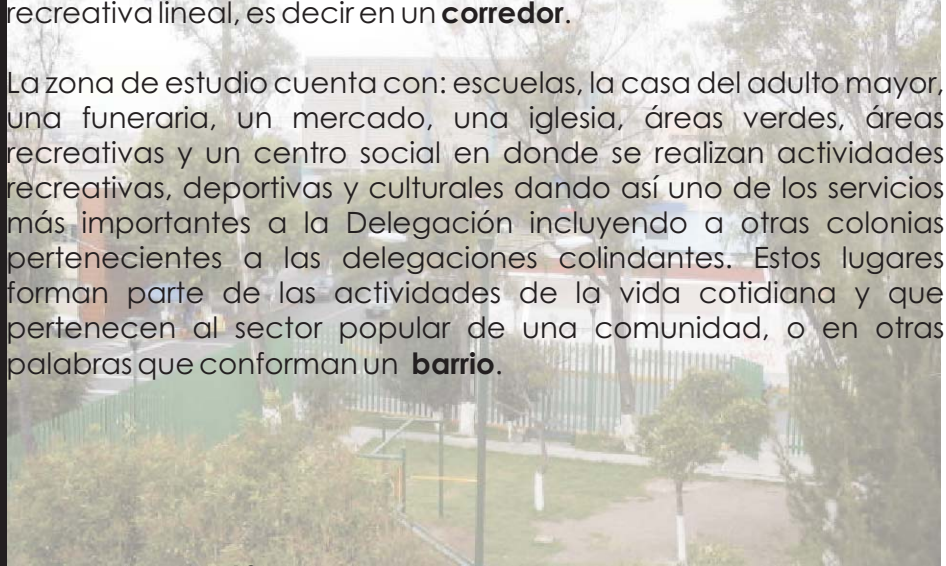 recreativa lineal, es decir en un corredor.
La zona de estudio cuenta con: escuelas, la casa del adulto mayor,
una funeraria, un mercado, una iglesia, áreas verdes, áreas
recreativas y un centro social en donde se realizan actividades
recreativas, deportivas y culturales dando así uno de los servicios
más importantes a la Delegación incluyendo a otras colonias
pertenecientes a las delegaciones colindantes. Estos lugares
forman parte de las actividades de la vida cotidiana y que
pertenecen al sector popular de una comunidad, o en otras
palabras que conforman un barrio.